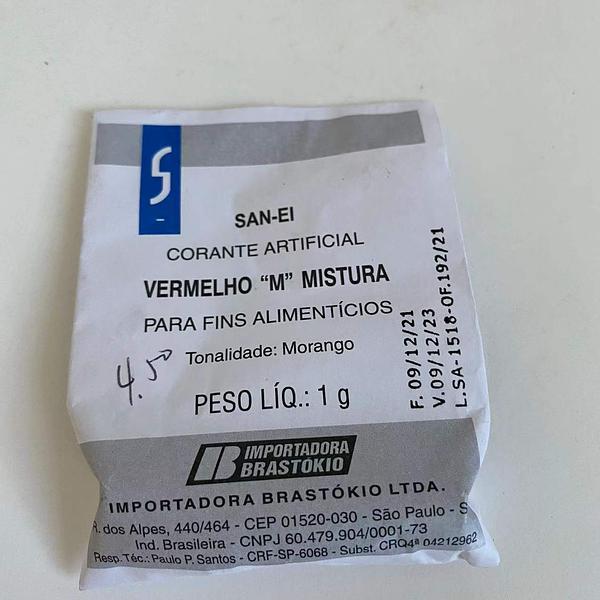 SAN-EI
CORANTE ARTIFICIAL
VERMELHO “M” MISTURA
PARA FINS ALIMENTÍCIOS
Tonalidade: Morango
4.50
PESO LÍQ.: 1 g
F. 09/12/21
V. 09/12/23
L. SA-1518-OF.192/21
IMPORTADORA
BRASTÓKIO
IMPORTADORA BRASTÓKIO LTDA.
R. dos Alpes, 440/464 - CEP 01520-030 - São Paulo - S
Ind. Brasileira - CNPJ 60.479.904/0001-73
Resp. Téc.: Paulo P. Santos - CRF-SP-6068 - Subst. CRQ4ª 04212962